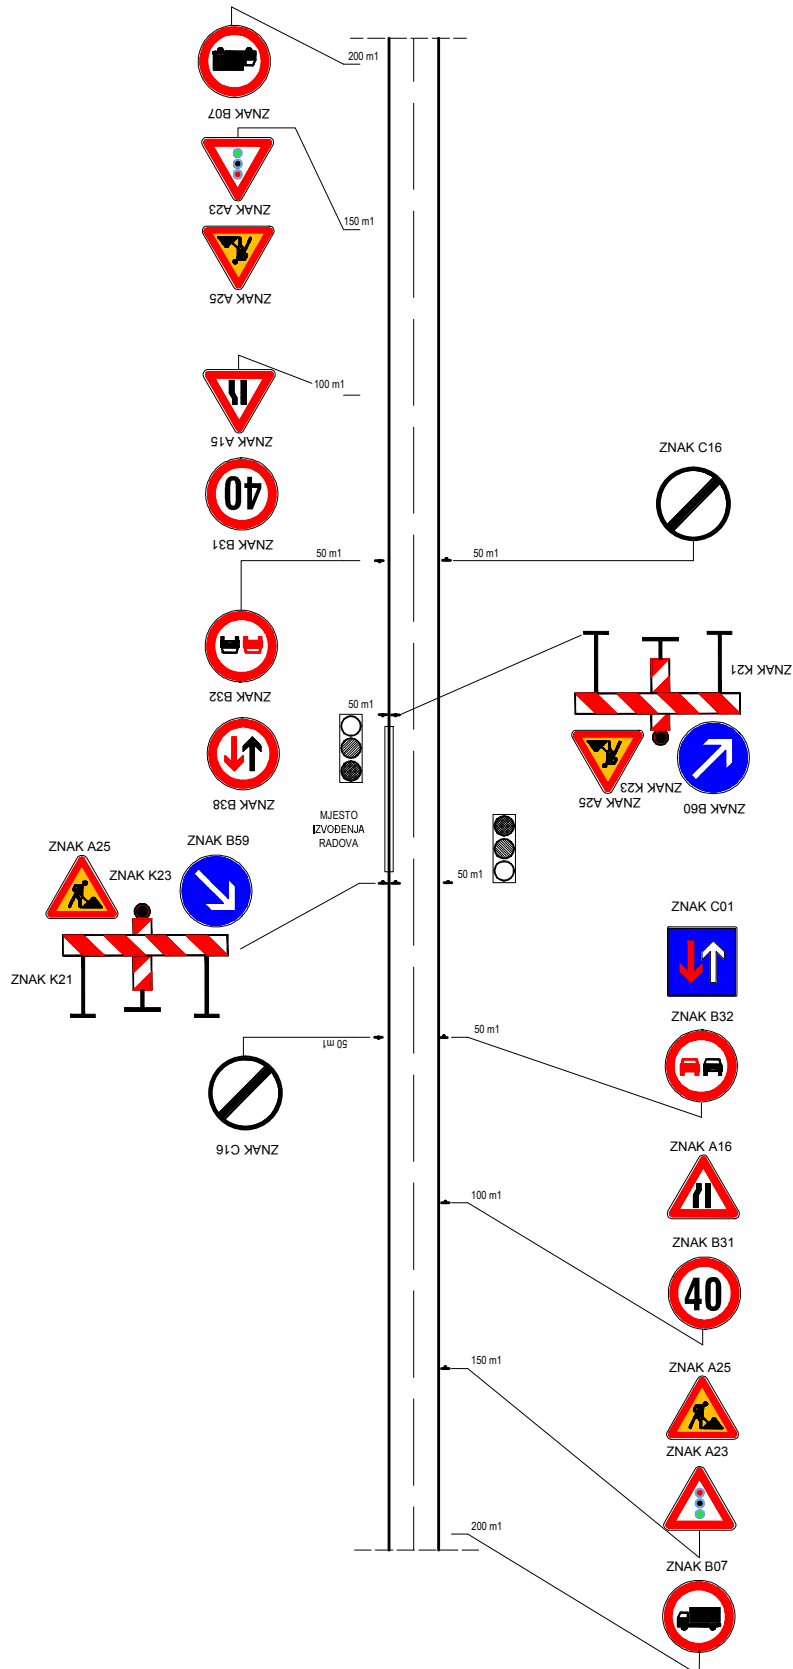 200 m1
ZNAK B07
ZNAK A23
150 m1
ZNAK A25
100 m1
ZNAK A15
40
ZNAK B31
ZNAK C16
50 m1
50 m1
ZNAK B32
50 m1
ZNAK K21
ZNAK B38
ZNAK A25
ZNAK K23
ZNAK B60
MJESTO
IZVOĐENJA
RADOVA
ZNAK A25
ZNAK B59
ZNAK K23
50 m1
ZNAK K21
ZNAK C01
ZNAK B32
50 m1
50 m1
ZNAK C16
ZNAK A16
100 m1
ZNAK B31
40
150 m1
ZNAK A25
ZNAK A23
200 m1
ZNAK B07